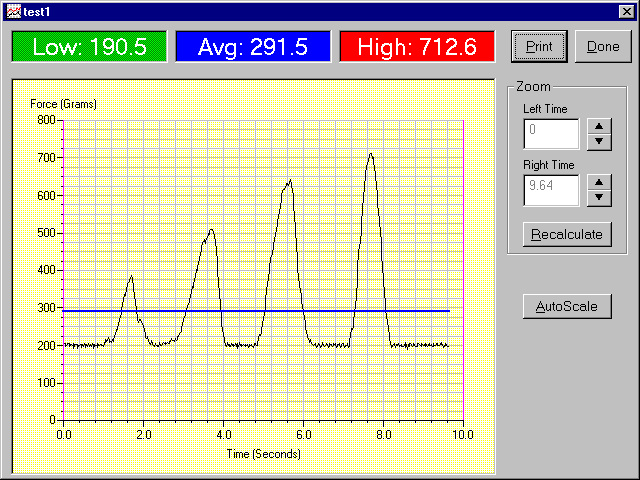 test1
Low: 190.5 Avg: 291.5 High: 712.6 Print Done
Zoom
Left Time
0
Right Time
9.64
Recalculate
AutoScale
Force (Grams)
800
700
600
500
400
300
200
100
0
0.0 2.0 4.0 6.0 8.0 10.0
Time (Seconds)